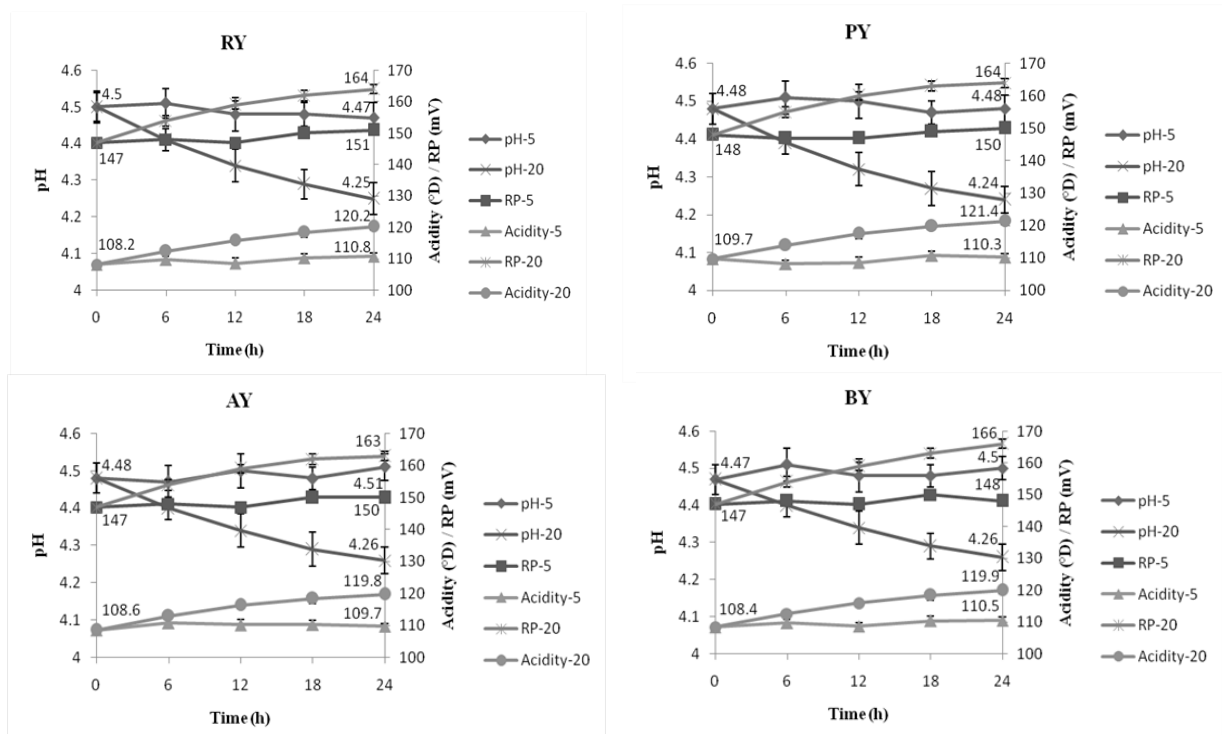 RY
4.6
4.5
4.4
4.3
4.2
4.1
4
pH
170
160
150
140
130
120
110
100
Acidity (°D) / RP (mV)
4.5
164
4.47
147
151
4.25
108.2
120.2
110.8
0 6 12 18 24
Time (h)
pH-5
pH-20
RP-5
Acidity-5
RP-20
Acidity-20
PY
4.6
4.5
4.4
4.3
4.2
4.1
4
pH
170
160
150
140
130
120
110
100
Acidity (°D) / RP (mV)
4.48
164
4.48
148
150
4.24
109.7
121.4
110.3
0 6 12 18 24
Time (h)
pH-5
pH-20
RP-5
Acidity-5
RP-20
Acidity-20
AY
4.6
4.5
4.4
4.3
4.2
4.1
4
pH
170
160
150
140
130
120
110
100
Acidity (°D) / RP (mV)
4.48
163
4.51
147
150
4.26
108.6
119.8
109.7
0 6 12 18 24
Time (h)
pH-5
pH-20
RP-5
Acidity-5
RP-20
Acidity-20
BY
4.6
4.5
4.4
4.3
4.2
4.1
4
pH
170
160
150
140
130
120
110
100
Acidity (°D) / RP (mV)
4.47
166
4.5
148
147
4.26
108.4
119.9
110.5
0 6 12 18 24
Time (h)
pH-5
pH-20
RP-5
Acidity-5
RP-20
Acidity-20